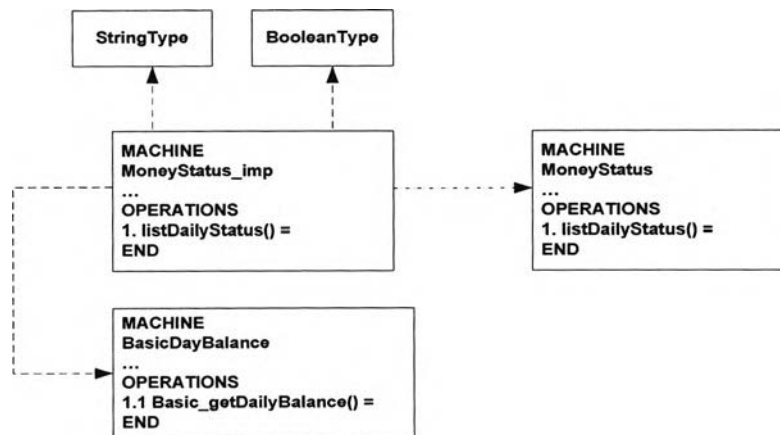 StringType
BooleanType
MACHINE
MoneyStatus_imp
...
OPERATIONS
1. listDailyStatus() =
END
MACHINE
MoneyStatus
...
OPERATIONS
1. listDailyStatus() =
END
MACHINE
BasicDayBalance
...
OPERATIONS
1.1 Basic_getDailyBalance() =
END